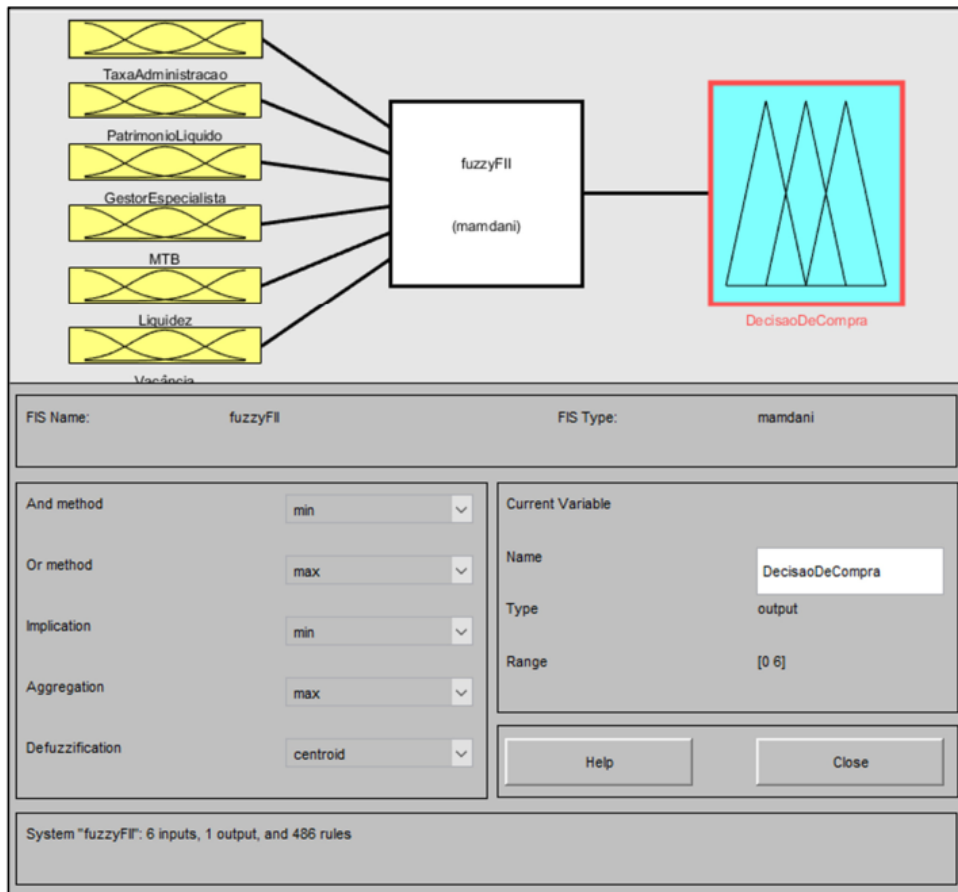 TaxaAdministracao
PatrimonioLiquido
GestorEspecialista
MTB
Liquidez
Vacância
fuzzyFII
(mamdani)
DecisaoDeCompra
FIS Name: fuzzyFII FIS Type: mamdani
And method min
Or method max
Implication min
Aggregation max
Defuzzification centroid
Current Variable
Name DecisaoDeCompra
Type output
Range [0 6]
Help Close
System "fuzzyFII": 6 inputs, 1 output, and 486 rules